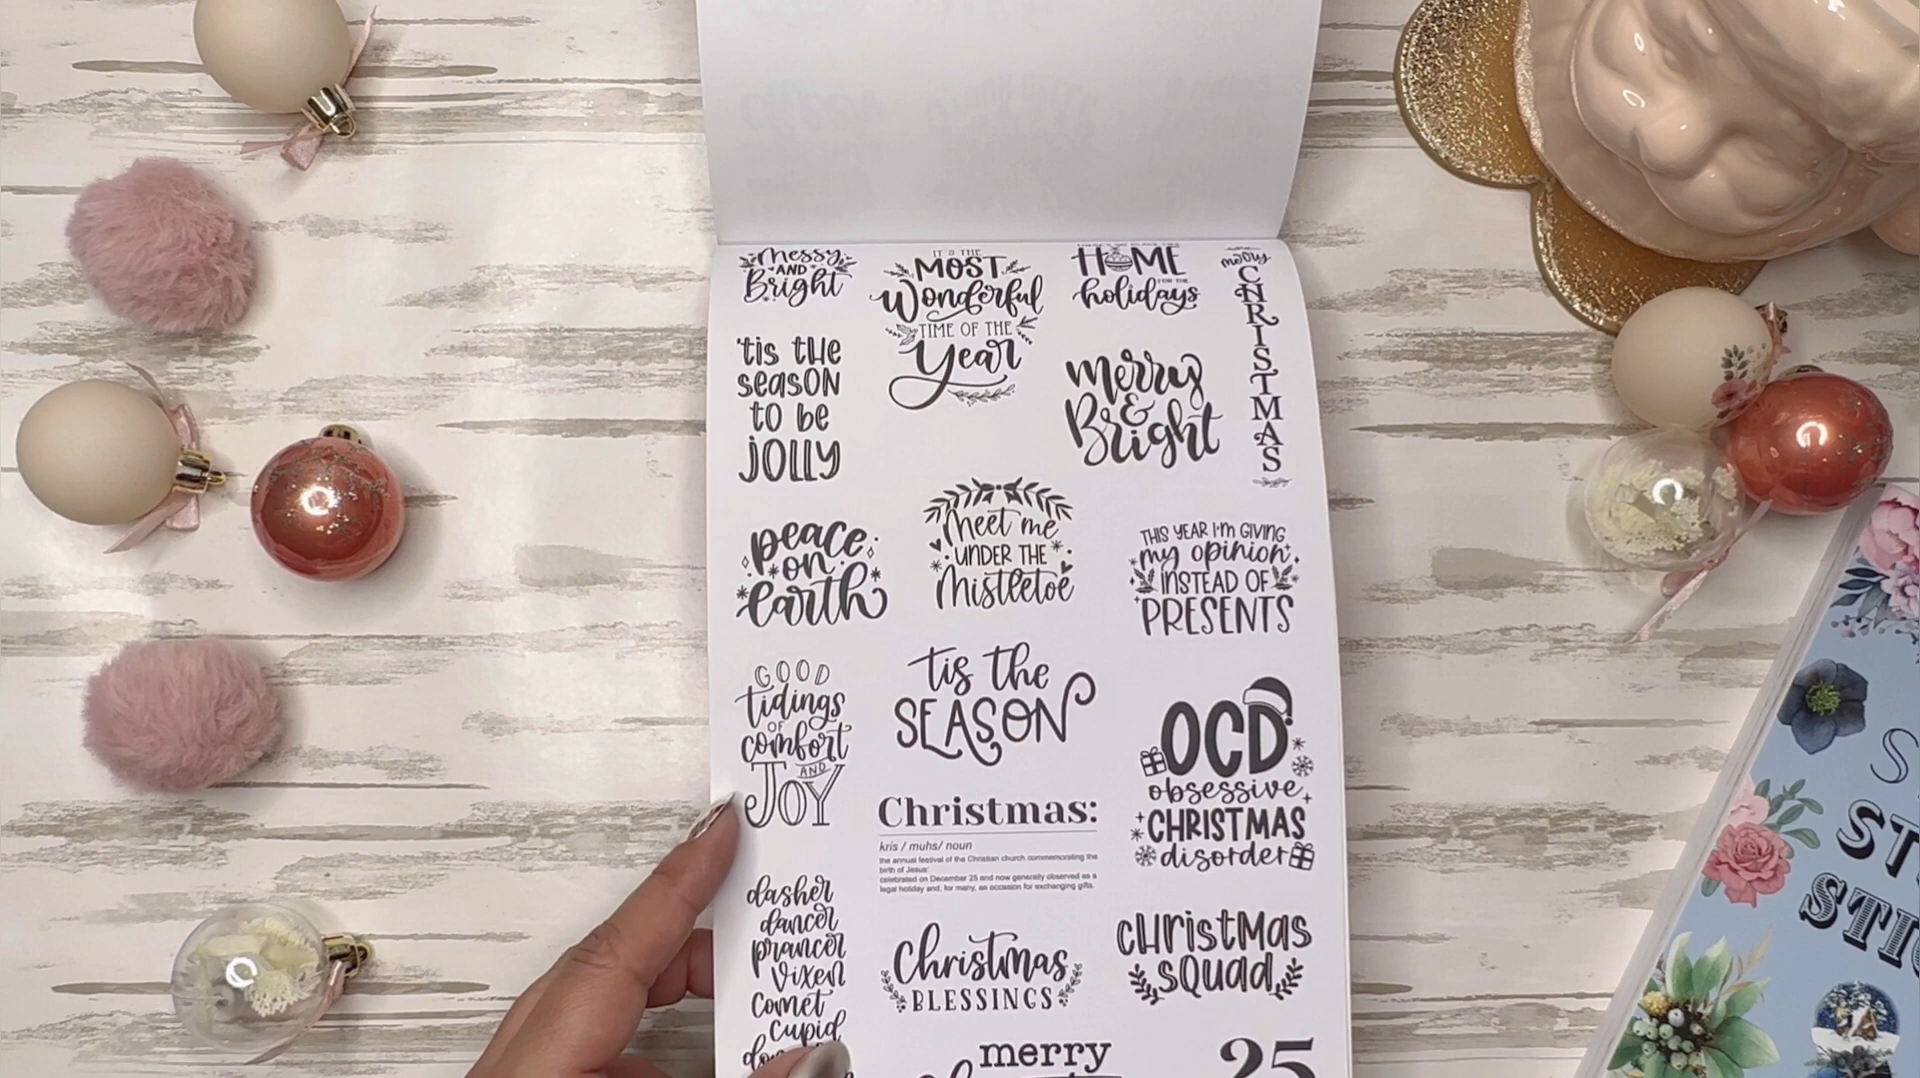 Messy
AND
Bright
IT'S THE
MOST
Wonderful
TIME OF THE
Year
HOME
FOR THE
holidays
merry
CHRISTMAS
'tis the
season
to be
JOLLY
merry
&
Bright
peace
on
earth
Meet me
UNDER THE
Mistletoe
THIS YEAR I'M GIVING
my opinion
INSTEAD OF
PRESENTS
GOOD
tidings
OF
comfort
AND
JOY
'tis the
SEASON
OCD
obsessive
CHRISTMAS
disorder
Christmas:
kris / muhs/ noun
the annual festival of the Christian church commemorating the
birth of Jesus
celebrated on December 25 and now generally observed as a
legal holiday and, for many, an occasion for exchanging gifts.
dasher
dancer
prancer
vixen
comet
cupid
Christmas
BLESSINGS
CHristmas
squad
merry
25